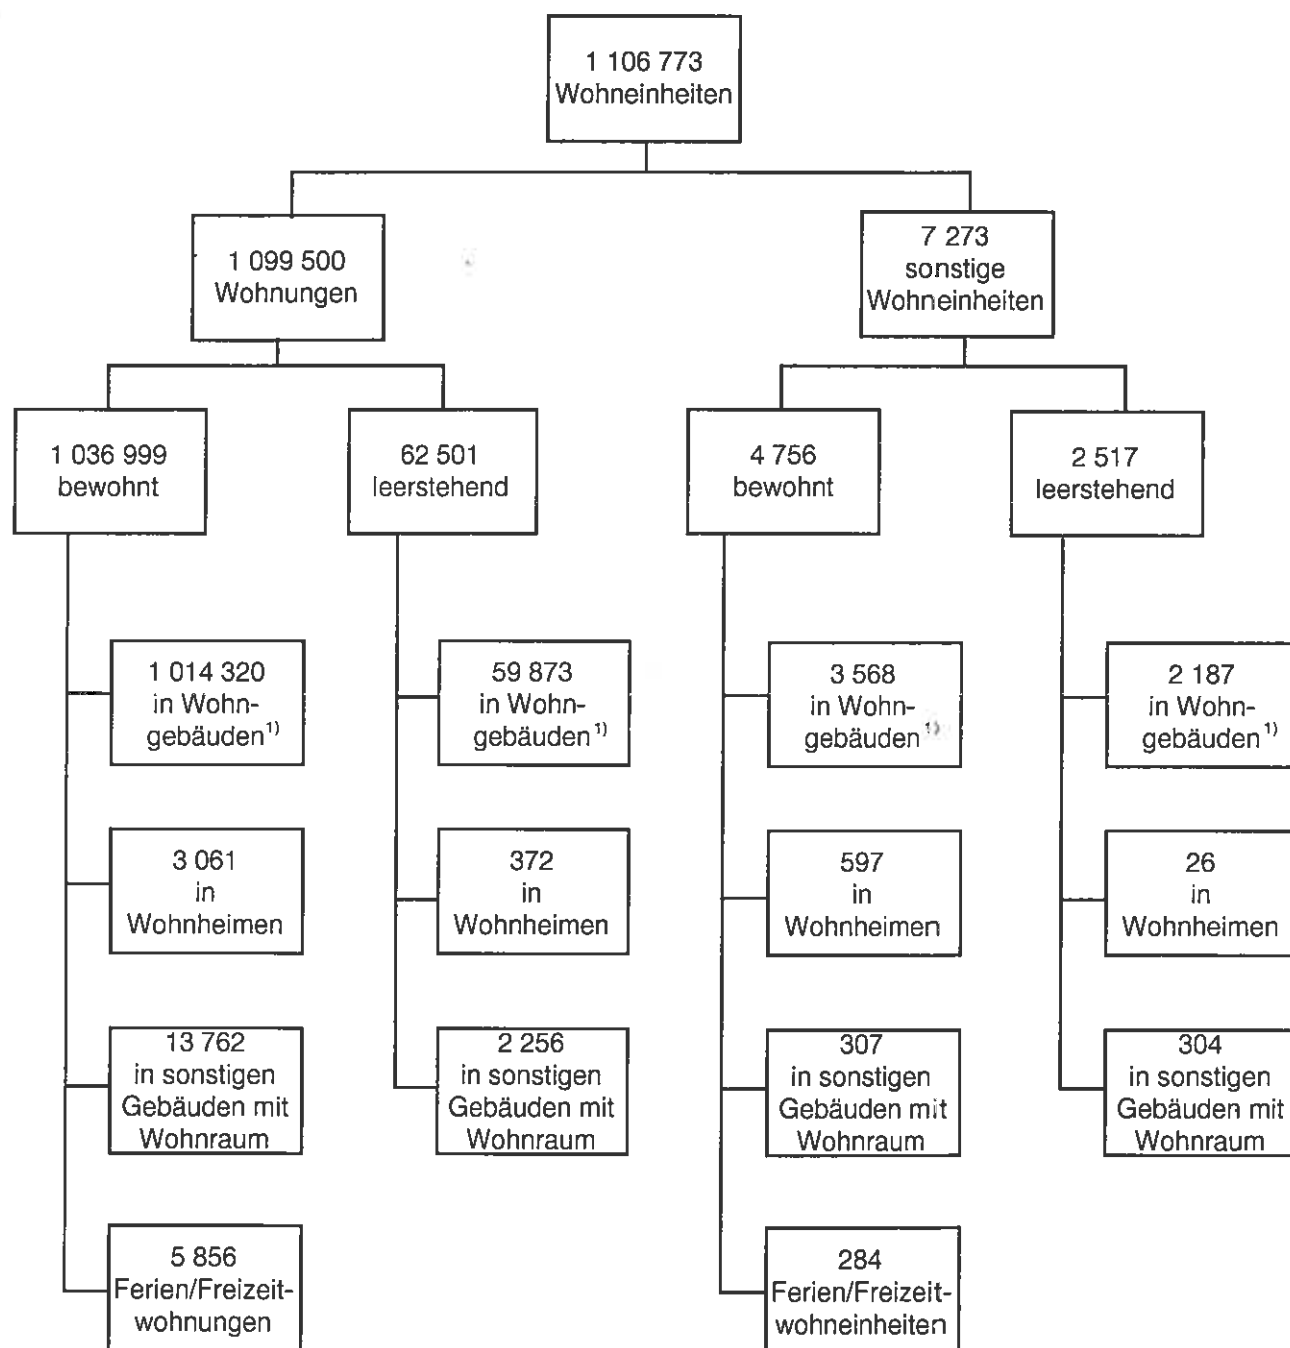 1 106 773
Wohneinheiten
1 099 500
Wohnungen
7 273
sonstige
Wohneinheiten
1 036 999
bewohnt
62 501
leerstehend
4 756
bewohnt
2 517
leerstehend
1 014 320
in Wohn-
gebäuden¹⁾
59 873
in Wohn-
gebäuden¹⁾
3 568
in Wohn-
gebäuden¹⁾
2 187
in Wohn-
gebäuden¹⁾
3 061
in
Wohnheimen
372
in
Wohnheimen
597
in
Wohnheimen
26
in
Wohnheimen
13 762
in sonstigen
Gebäuden mit
Wohnraum
2 256
in sonstigen
Gebäuden mit
Wohnraum
307
in sonstigen
Gebäuden mit
Wohnraum
304
in sonstigen
Gebäuden mit
Wohnraum
5 856
Ferien/Freizeit-
wohnungen
284
Ferien/Freizeit-
wohneinheiten